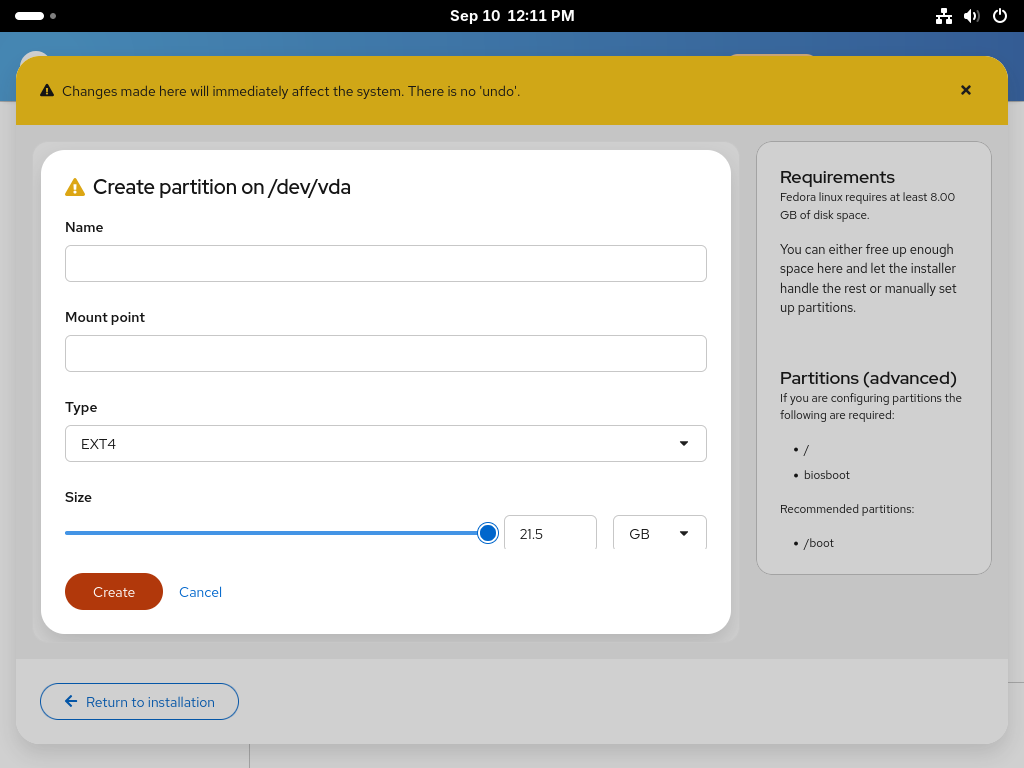 Sep 10 12:11 PM
Changes made here will immediately affect the system. There is no 'undo'.
Create partition on /dev/vda
Name
Mount point
Type
EXT4
Size
21.5
GB
Create
Cancel
Requirements
Fedora linux requires at least 8.00
GB of disk space.
You can either free up enough
space here and let the installer
handle the rest or manually set
up partitions.
Partitions (advanced)
If you are configuring partitions the
following are required:
• /
• biosboot
Recommended partitions:
• /boot
Return to installation